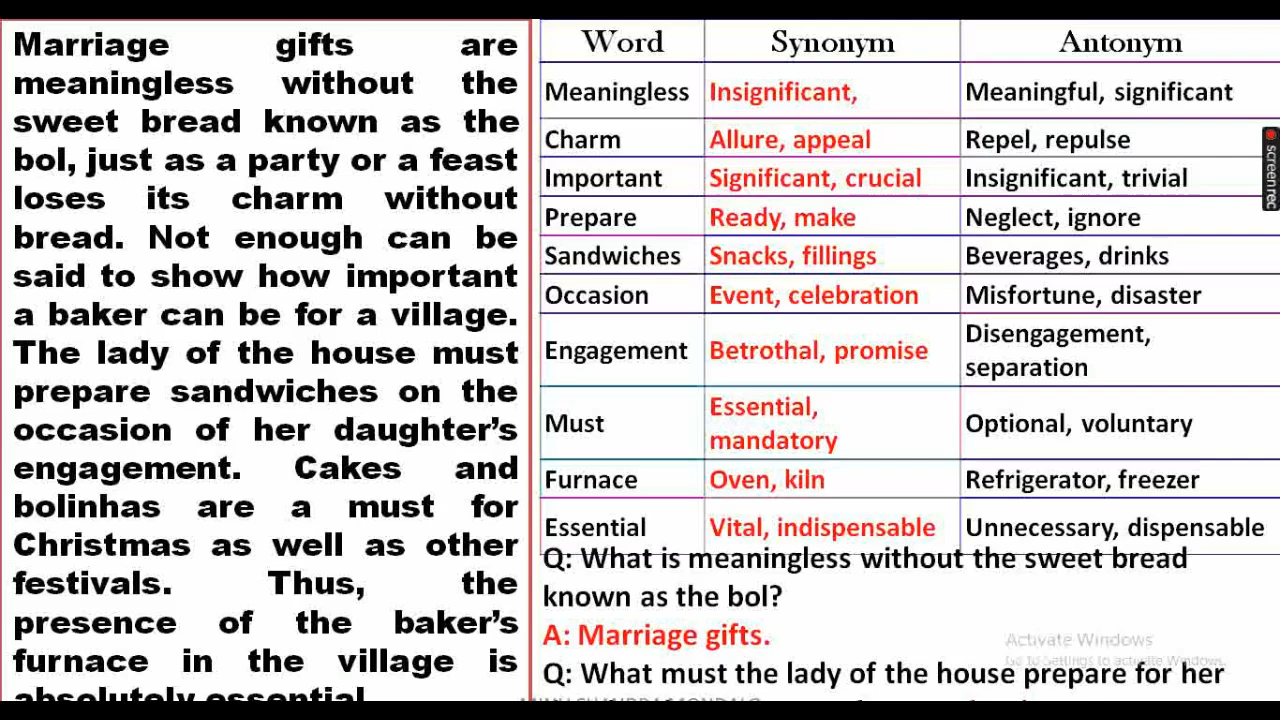 Marriage gifts are
meaningless without the
sweet bread known as the
bol, just as a party or a feast
loses its charm without
bread. Not enough can be
said to show how important
a baker can be for a village.
The lady of the house must
prepare sandwiches on the
occasion of her daughter’s
engagement. Cakes and
bolinhas are a must for
Christmas as well as other
festivals. Thus, the
presence of the baker’s
furnace in the village is
absolutely essential.
Word Synonym Antonym
Meaningless Insignificant, Meaningful, significant
Charm Allure, appeal Repel, repulse
Important Significant, crucial Insignificant, trivial
Prepare Ready, make Neglect, ignore
Sandwiches Snacks, fillings Beverages, drinks
Occasion Event, celebration Misfortune, disaster
Engagement Betrothal, promise Disengagement,
separation
Must Essential,
mandatory Optional, voluntary
Furnace Oven, kiln Refrigerator, freezer
Essential Vital, indispensable Unnecessary, dispensable
Q: What is meaningless without the sweet bread
known as the bol?
A: Marriage gifts.
Q: What must the lady of the house prepare for her
Activate Windows
Go to Settings to activate Windows.
screenrec